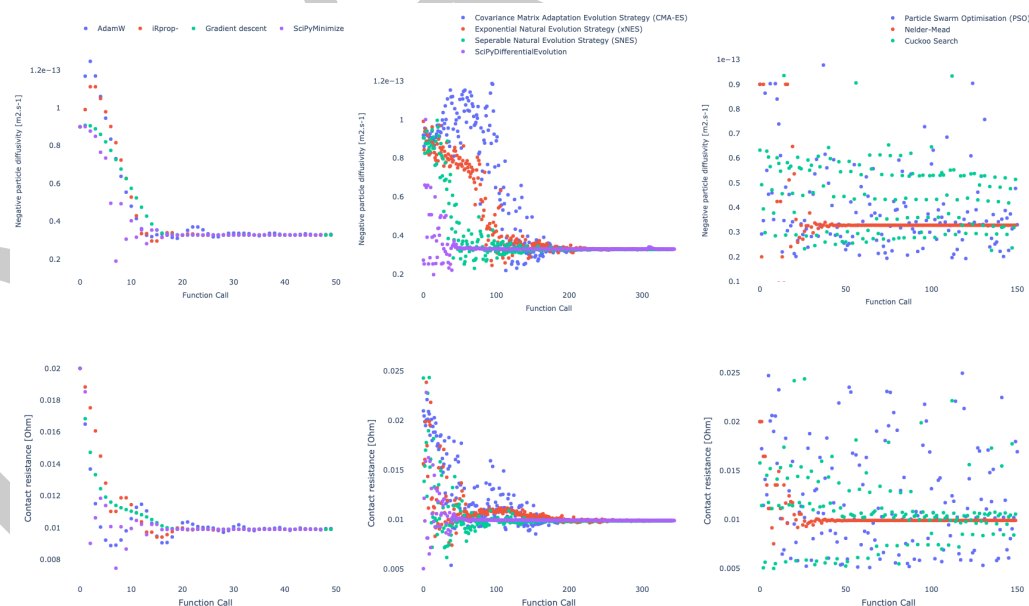 AdamW iRprop- Gradient descent SciPyMinimize
Negative particle diffusivity [m2.s-1]
1.2e−13
1
0.8
0.6
0.4
0.2
0 10 20 30 40 50
Function Call
Covariance Matrix Adaptation Evolution Strategy (CMA-ES)
Exponential Natural Evolution Strategy (xNES)
Seperable Natural Evolution Strategy (SNES)
SciPyDifferentialEvolution
Negative particle diffusivity [m2.s-1]
1.2e−13
1
0.8
0.6
0.4
0.2
0 100 200 300
Function Call
Particle Swarm Optimisation (PSO)
Nelder-Mead
Cuckoo Search
Negative particle diffusivity [m2.s-1]
1e−13
0.9
0.8
0.7
0.6
0.5
0.4
0.3
0.2
0.1
0 50 100 150
Function Call
Contact resistance [Ohm]
0.02
0.018
0.016
0.014
0.012
0.01
0.008
0 10 20 30 40 50
Function Call
Contact resistance [Ohm]
0.025
0.02
0.015
0.01
0.005
0 100 200 300
Function Call
Contact resistance [Ohm]
0.025
0.02
0.015
0.01
0.005
0 50 100 150
Function Call